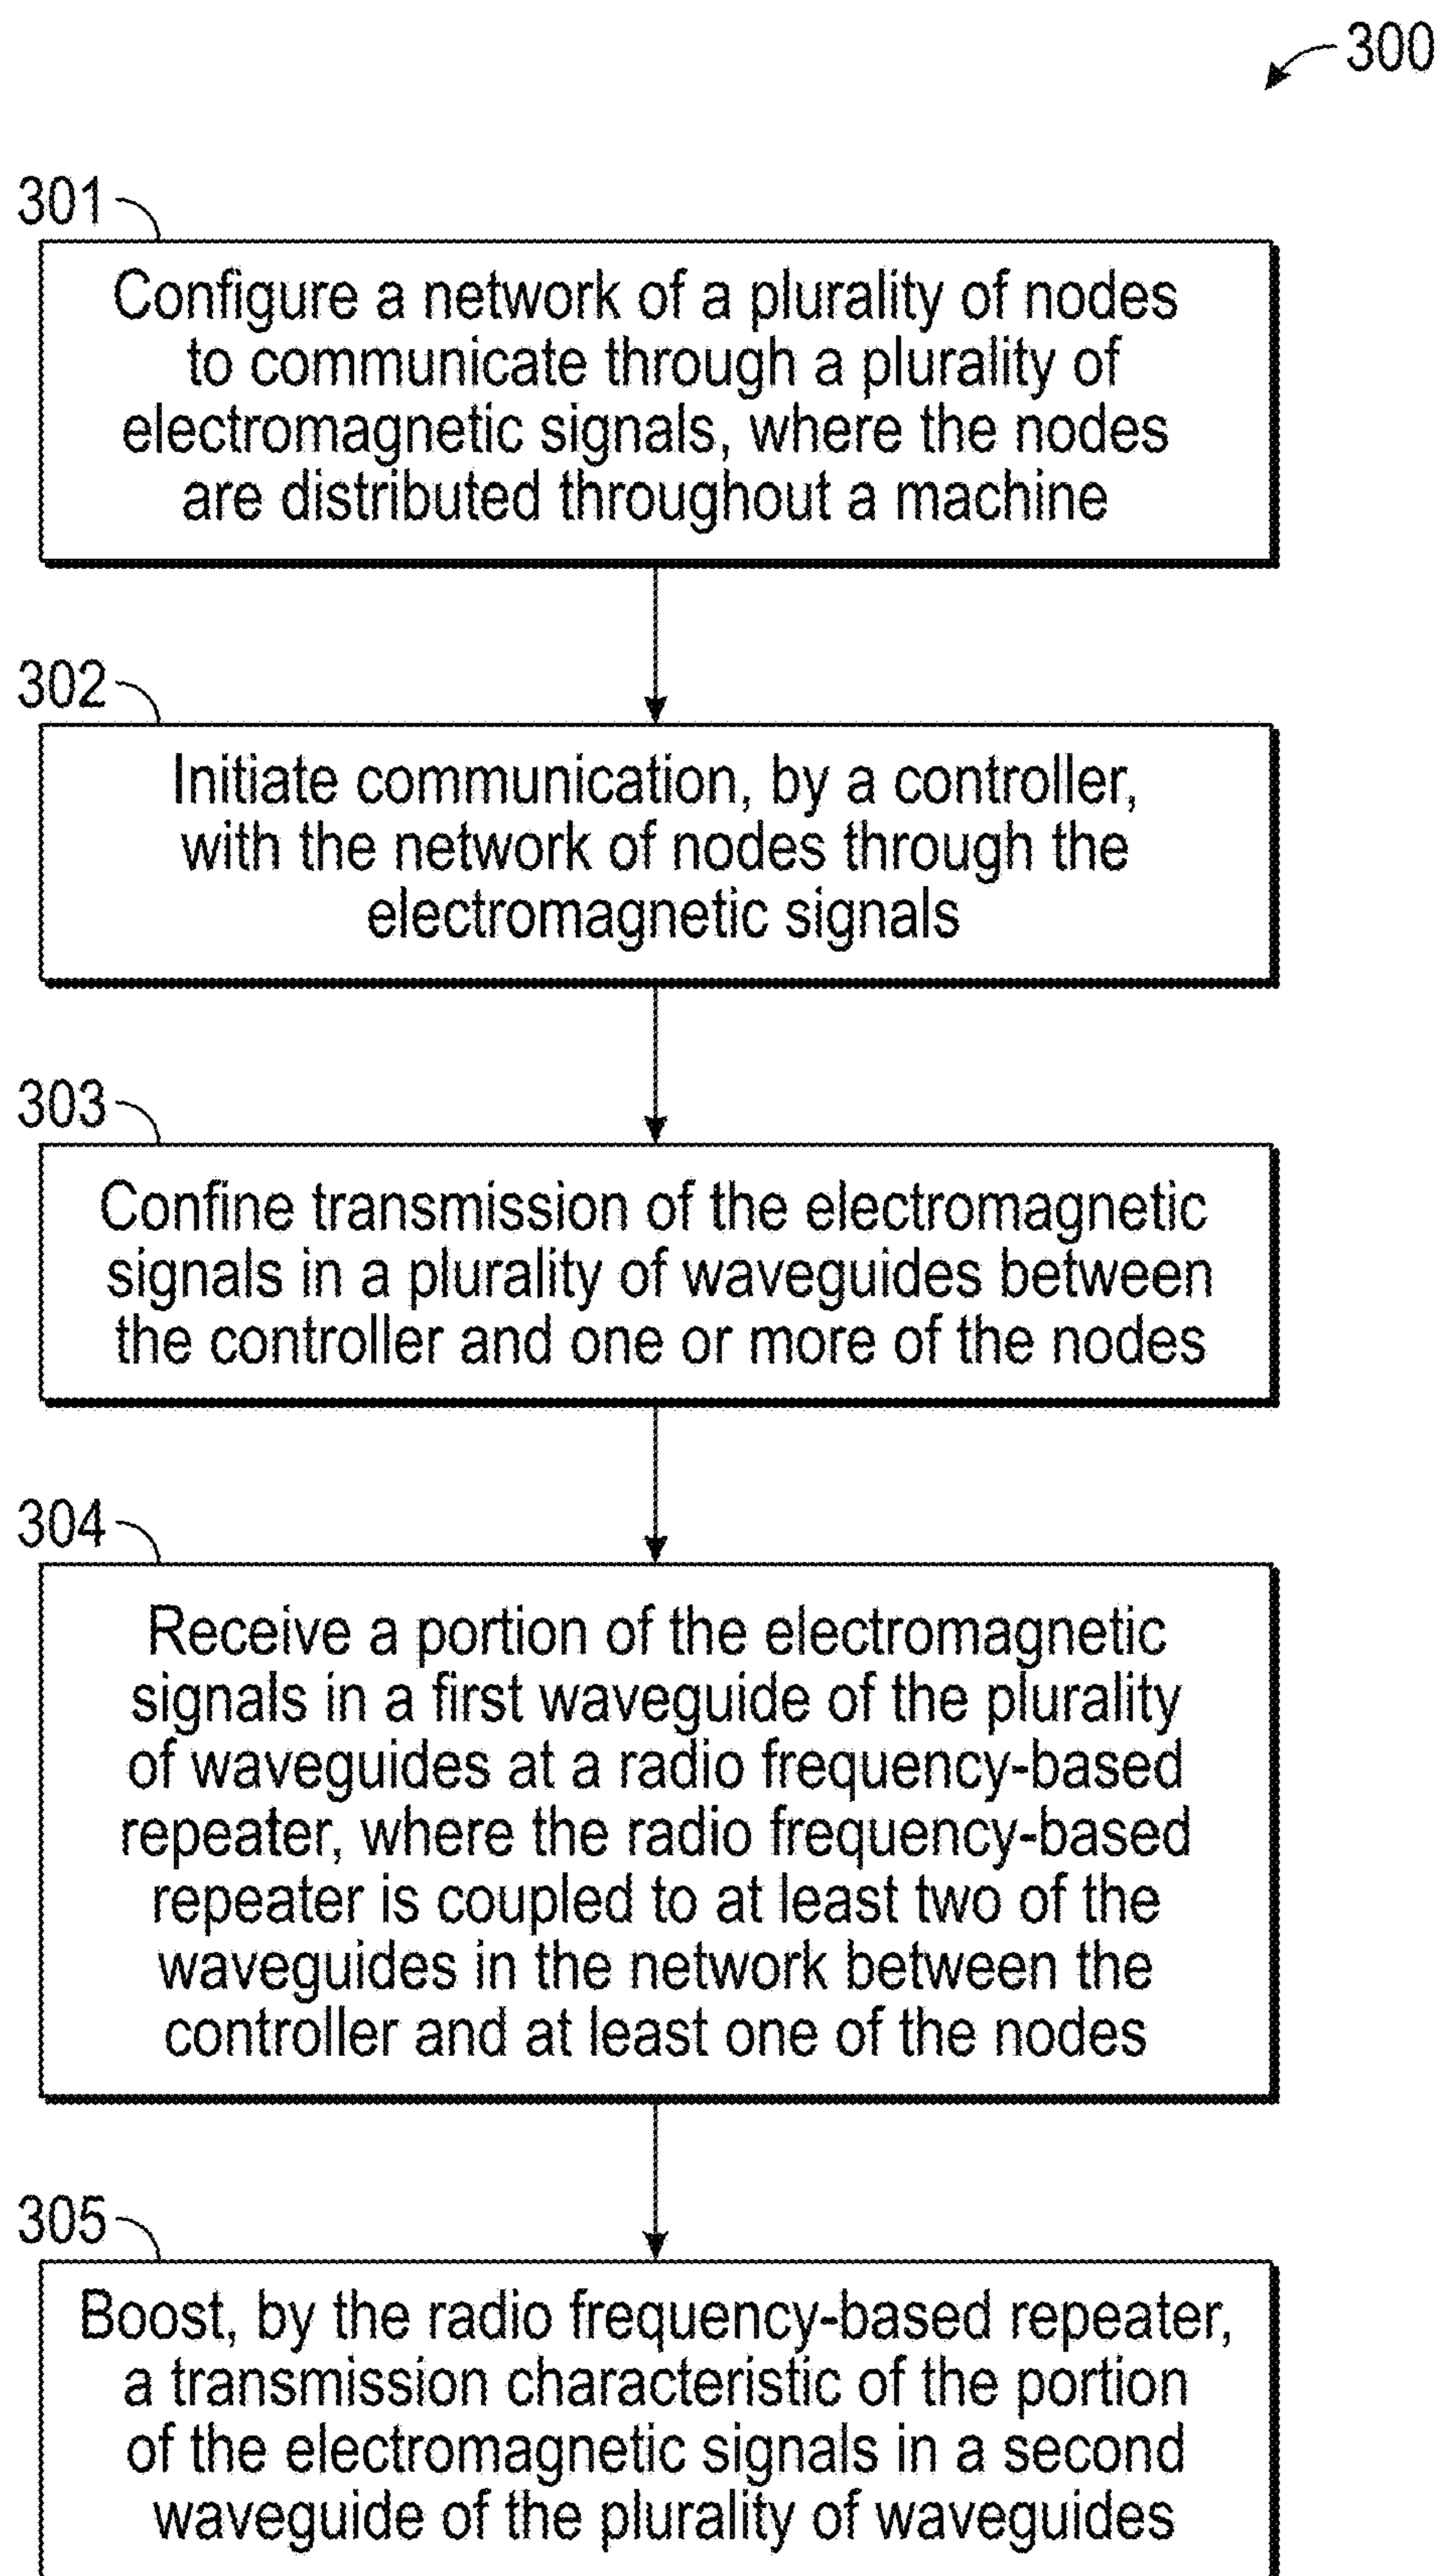 300
301
Configure a network of a plurality of nodes
to communicate through a plurality of
electromagnetic signals, where the nodes
are distributed throughout a machine
302
Initiate communication, by a controller,
with the network of nodes through the
electromagnetic signals
303
Confine transmission of the electromagnetic
signals in a plurality of waveguides between
the controller and one or more of the nodes
304
Receive a portion of the electromagnetic
signals in a first waveguide of the plurality
of waveguides at a radio frequency-based
repeater, where the radio frequency-based
repeater is coupled to at least two of the
waveguides in the network between the
controller and at least one of the nodes
305
Boost, by the radio frequency-based repeater,
a transmission characteristic of the portion
of the electromagnetic signals in a second
waveguide of the plurality of waveguides